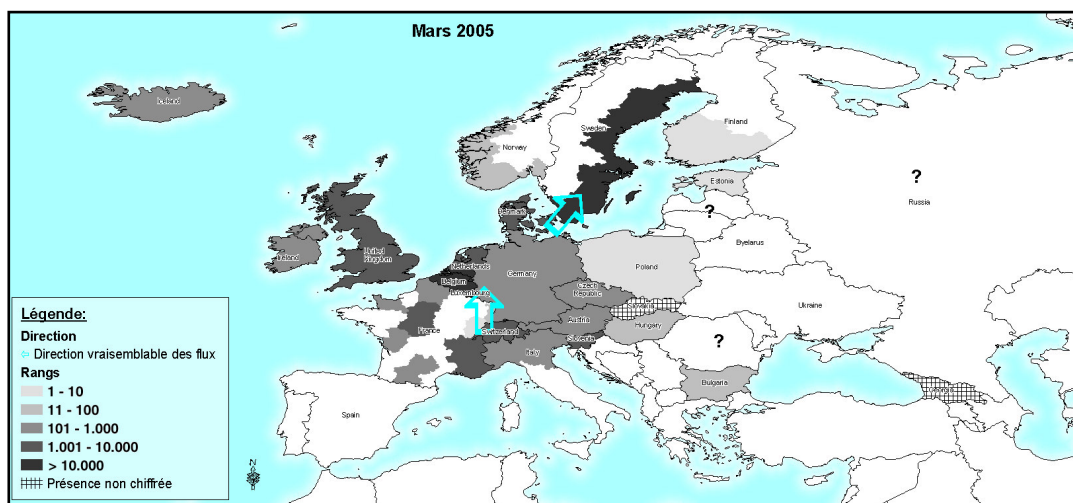 Mars 2005
Iceland
Norway
Sweden
Finland
Estonia
?
Russia
?
Denmark
Byelarus
Ireland
United
Kingdom
Netherlands
Belgium
Luxembourg
Germany
Poland
Czech
Republic
Slovakia
Ukraine
France
Switzerland
Austria
Hungary
Slovenia
Italy
?
Bulgaria
Georgia
Spain
N
Légende:
Direction
Direction vraisemblable des flux
Rangs
1 - 10
11 - 100
101 - 1.000
1.001 - 10.000
> 10.000
Présence non chiffrée